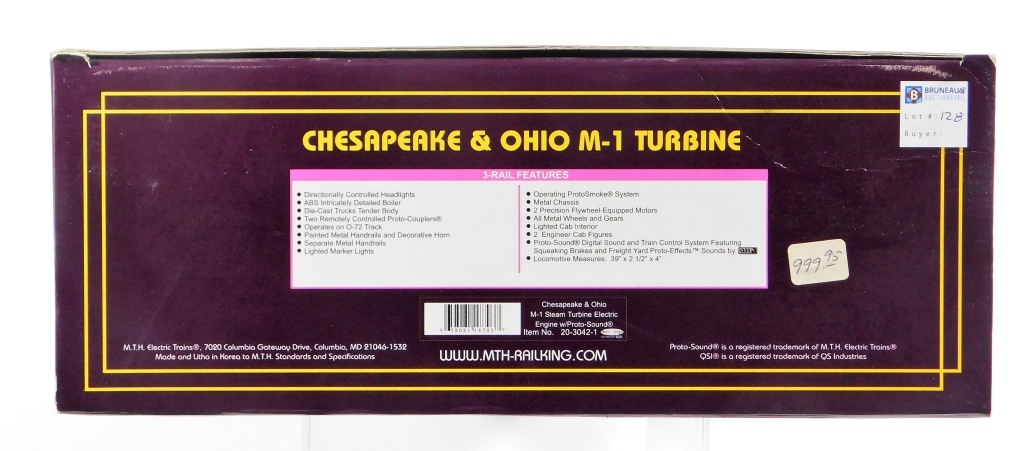 BRUNEAU &
AUCTIONEERS
Lot #: 128
Buyer:
CHESAPEAKE & OHIO M-1 TURBINE
3-RAIL FEATURES
• Directionally Controlled Headlights
• ABS Intricately Detailed Boiler
• Die-Cast Trucks Tender Body
• Two Remotely Controlled Proto-Couplers®
• Operates on O-72 Track
• Painted Metal Handrails and Decorative Horn
• Separate Metal Handrails
• Lighted Marker Lights
• Operating ProtoSmoke® System
• Metal Chassis
• 2 Precision Flywheel-Equipped Motors
• All Metal Wheels and Gears
• Lighted Cab Interior
• 2 Engineer Cab Figures
• Proto-Sound® Digital Sound and Train Control System Featuring
Squeaking Brakes and Freight Yard Proto-Effects™ Sounds by QSI
• Locomotive Measures: 39" x 2 1/2" x 4"
999.95
Chesapeake & Ohio
M-1 Steam Turbine Electric
Engine w/Proto-Sound®
Item No. 20-3042-1
M.T.H. Electric Trains®, 7020 Columbia Gateway Drive, Columbia, MD 21046-1532
Made and Litho in Korea to M.T.H. Standards and Specifications
WWW.MTH-RAILKING.COM
Proto-Sound® is a registered trademark of M.T.H. Electric Trains®
QSI® is a registered trademark of QS Industries